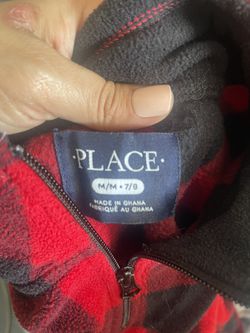 ·PLACE·
M/M • 7/8
MADE IN GHANA
FABRIQUÉ AU GHANA